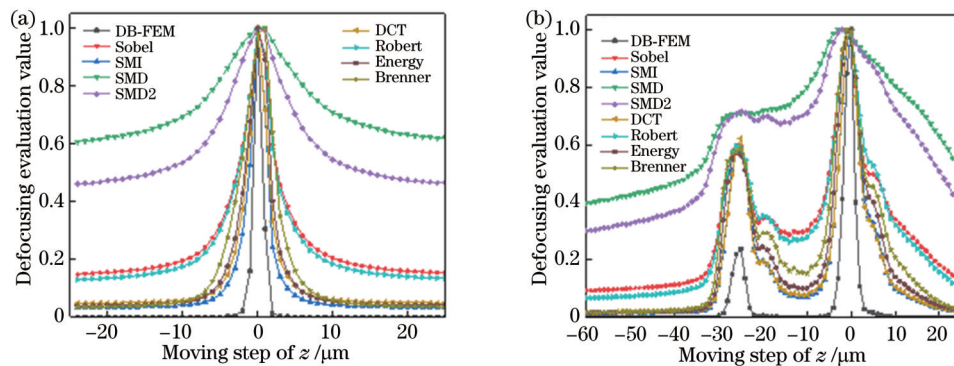 (a)
1.0
0.8
0.6
0.4
0.2
0
Defocusing evaluation value
DB-FEM
Sobel
SMI
SMD
SMD2
DCT
Robert
Energy
Brenner
−20
−10
0
10
20
Moving step of z /μm
(b)
1.0
0.8
0.6
0.4
0.2
0
Defocusing evaluation value
DB-FEM
Sobel
SMI
SMD
SMD2
DCT
Robert
Energy
Brenner
−60
−50
−40
−30
−20
−10
0
10
20
Moving step of z /μm